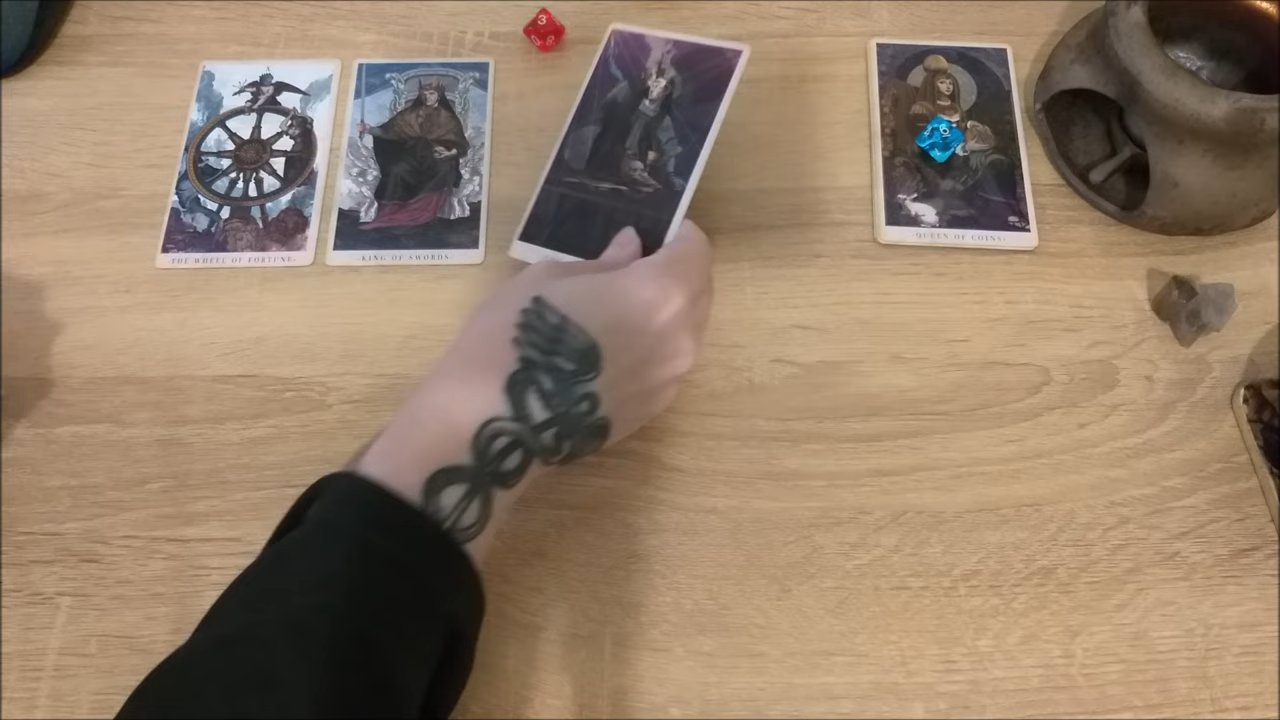 3
6
·THE WHEEL OF FORTUNE·
·KING OF SWORDS·
·QUEEN OF COINS·